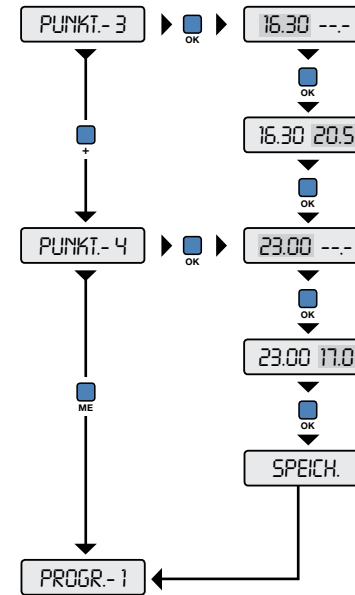 PUNKT.- 3
OK
16.30 --.-
OK
+
16.30 20.5
OK
PUNKT.- 4
OK
23.00 --.-
OK
23.00 17.0
ME
OK
SPEICH.
PROGR.- 1